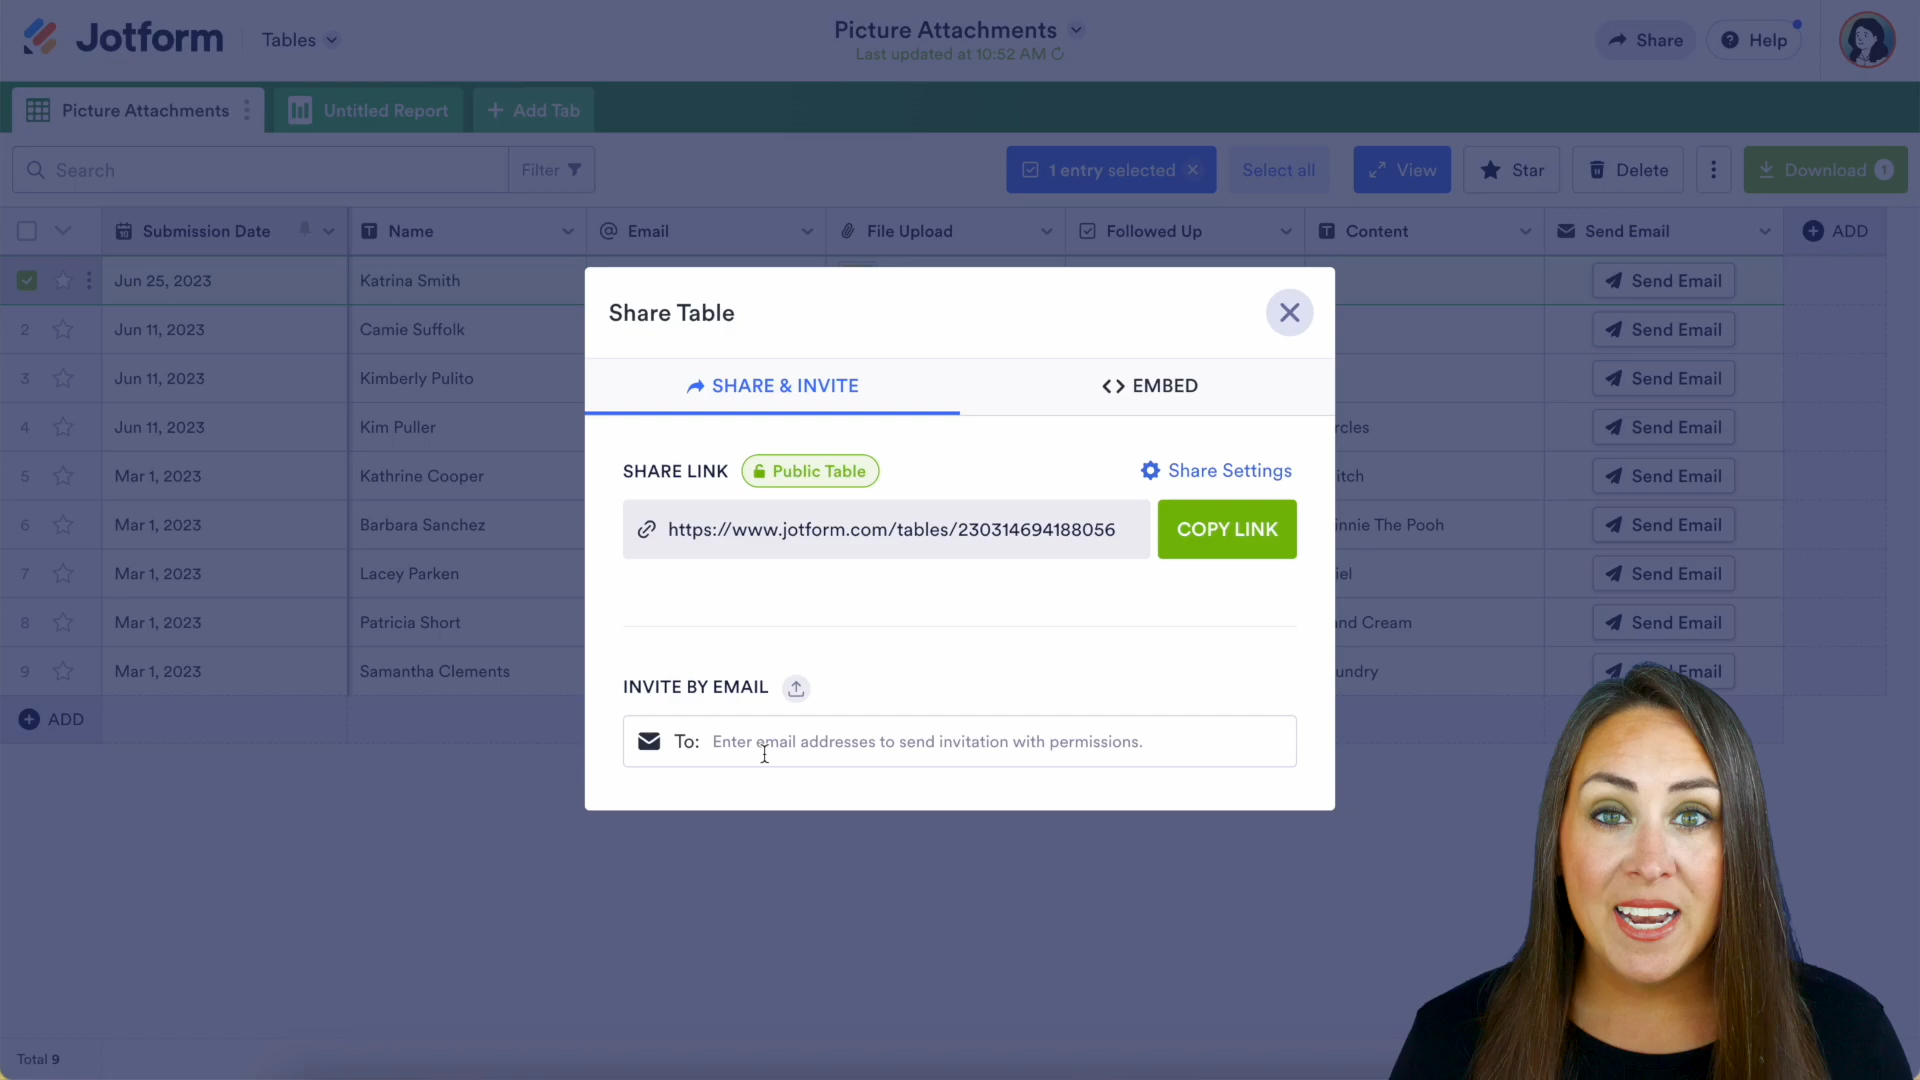 Jotform
Tables
Picture Attachments
Last updated at 10:52 AM
Share
Help
Picture Attachments
Untitled Report
+ Add Tab
Search
Filter
1 entry selected
Select all
View
Star
Delete
Download 1
Submission Date
Name
Email
File Upload
Followed Up
Content
Send Email
ADD
Jun 25, 2023 Katrina Smith Send Email
2 Jun 11, 2023 Camie Suffolk Send Email
3 Jun 11, 2023 Kimberly Pulito Send Email
4 Jun 11, 2023 Kim Puller rcles Send Email
5 Mar 1, 2023 Kathrine Cooper itch Send Email
6 Mar 1, 2023 Barbara Sanchez innie The Pooh Send Email
7 Mar 1, 2023 Lacey Parken iel Send Email
8 Mar 1, 2023 Patricia Short nd Cream Send Email
9 Mar 1, 2023 Samantha Clements undry Email
ADD
Share Table
SHARE & INVITE
EMBED
SHARE LINK
Public Table
Share Settings
https://www.jotform.com/tables/230314694188056
COPY LINK
INVITE BY EMAIL
To: Enter email addresses to send invitation with permissions.
Total 9